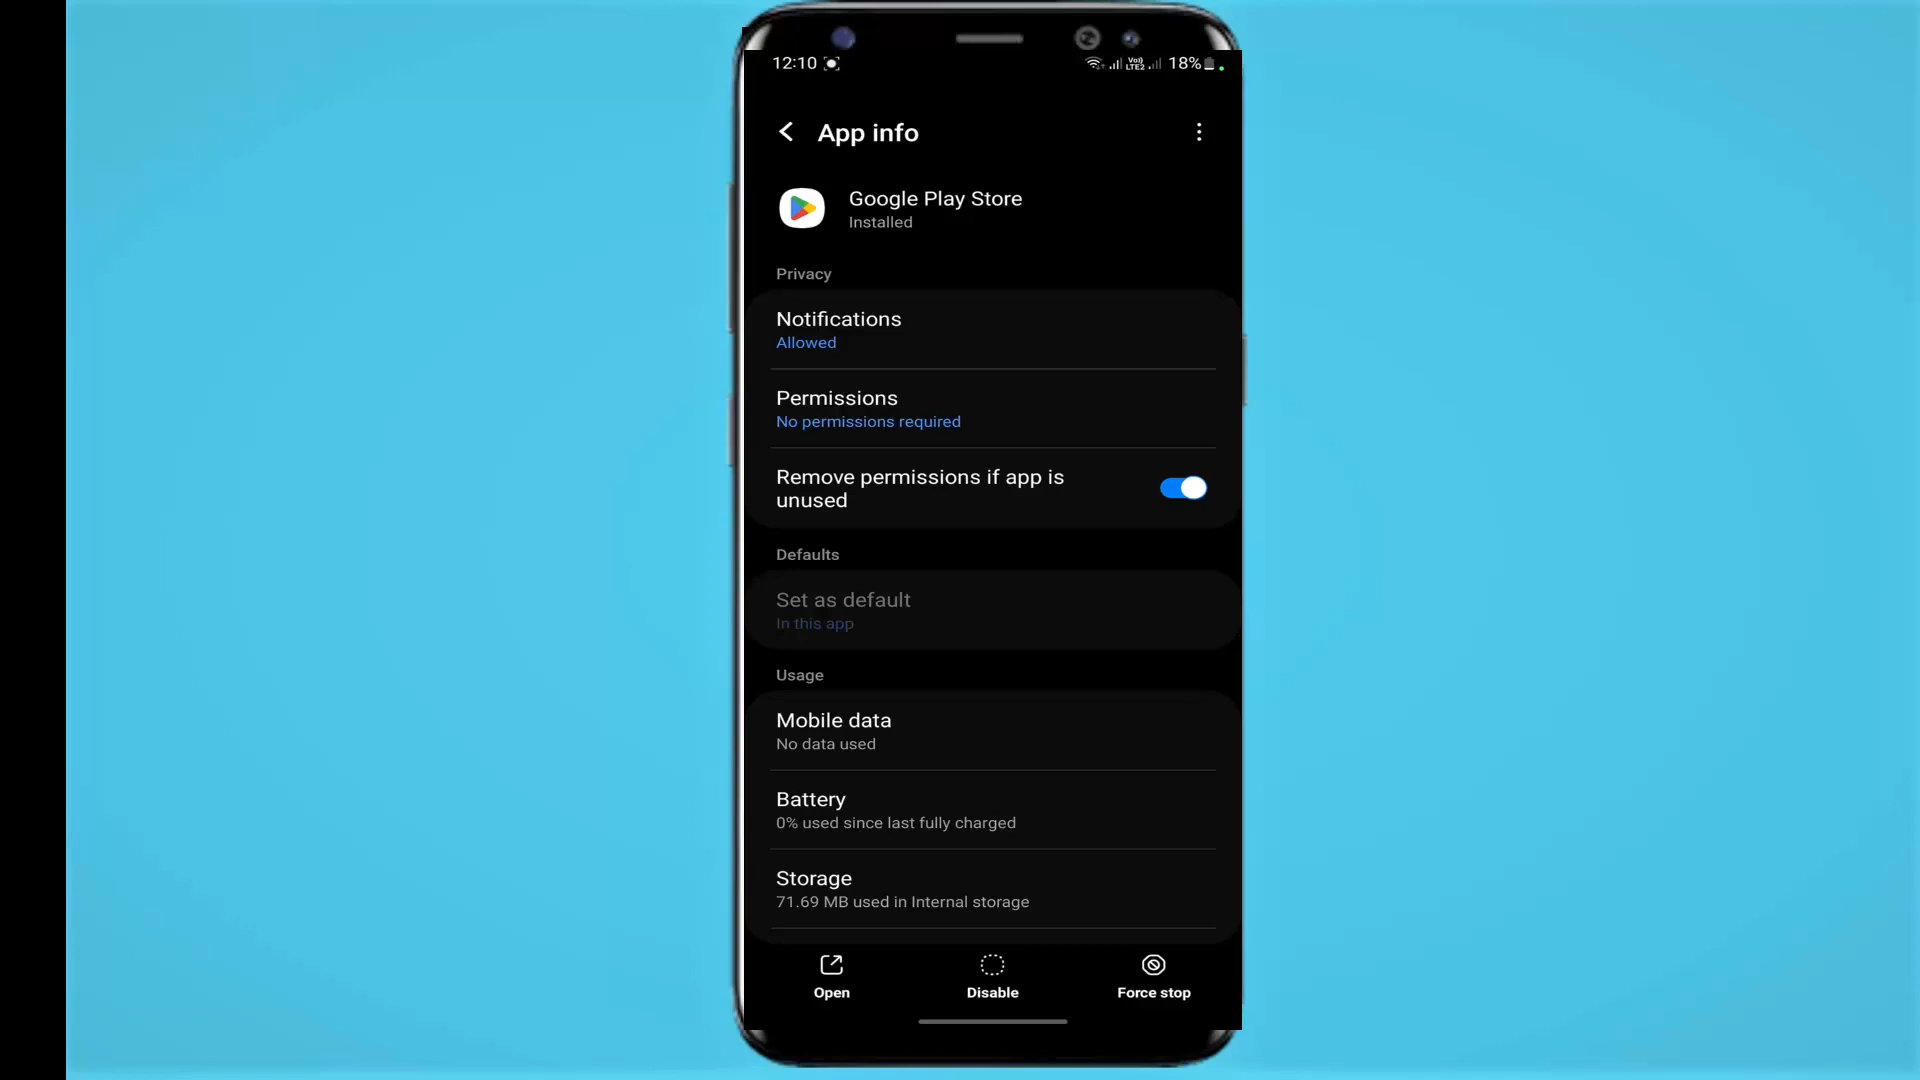 12:10
Vo)) LTE2 18%
App info
Google Play Store
Installed
Privacy
Notifications
Allowed
Permissions
No permissions required
Remove permissions if app is
unused
Defaults
Set as default
In this app
Usage
Mobile data
No data used
Battery
0% used since last fully charged
Storage
71.69 MB used in Internal storage
Open
Disable
Force stop